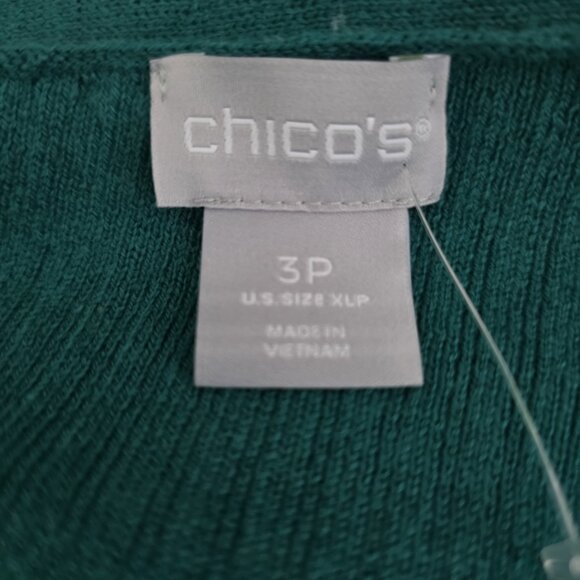 chico's®
3P
U.S. SIZE XLP
MADE IN
VIETNAM